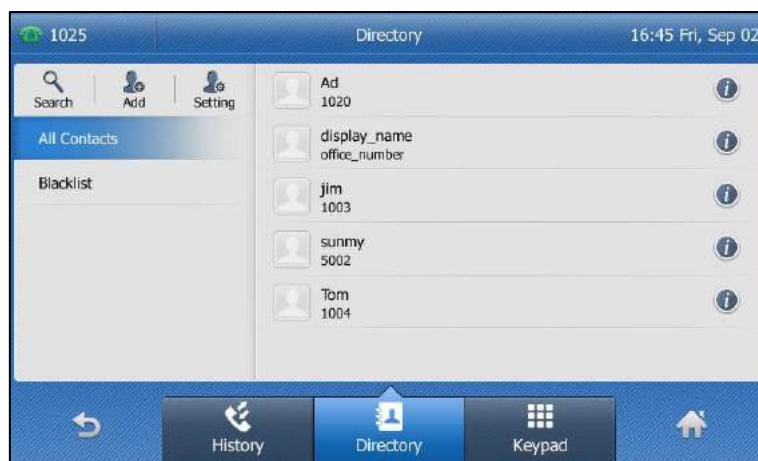 1025 Directory 16:45 Fri, Sep 02
Search Add Setting
All Contacts
Blacklist
Ad
1020
display_name
office_number
jim
1003
sunmy
5002
Tom
1004
History Directory Keypad